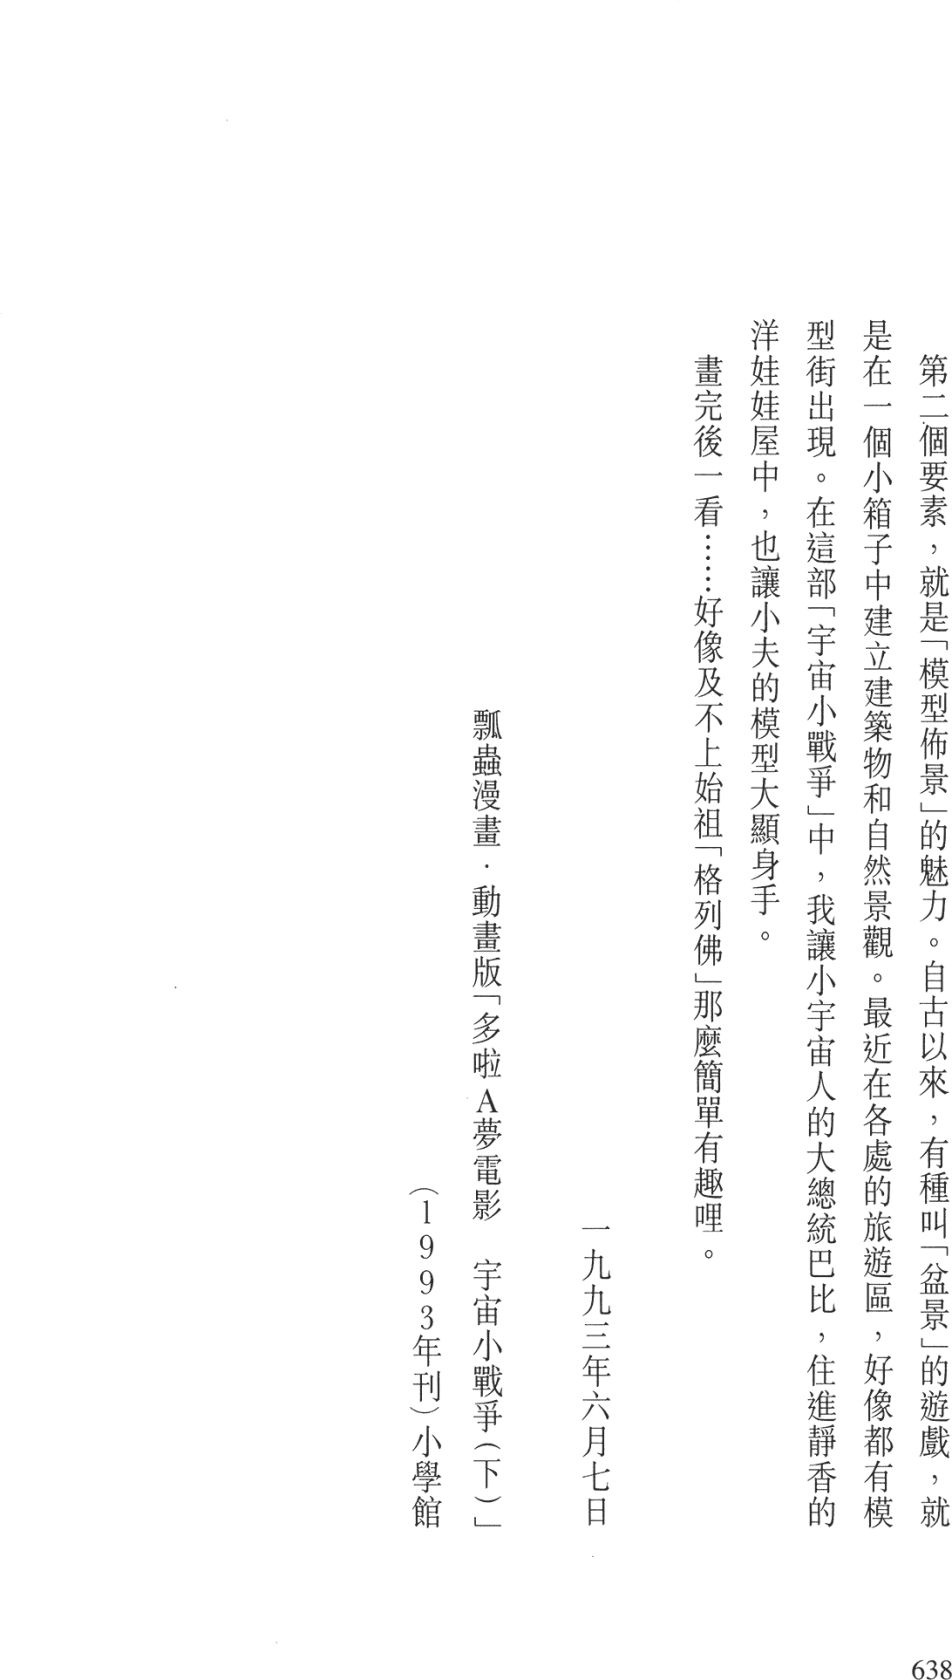 第二個要素，就是「模型佈景」的魅力。自古以來，有種叫「盆景」的遊戲，就
是在一個小箱子中建立建築物和自然景觀。最近在各處的旅遊區，好像都有模
型街出現。在這部「宇宙小戰爭」中，我讓小宇宙人的大總統巴比，住進靜香的
洋娃娃屋中，也讓小夫的模型大顯身手。
畫完後一看……好像及不上始祖「格列佛」那麼簡單有趣哩。
一九九三年六月七日
瓢蟲漫畫．動畫版「多啦A夢電影　宇宙小戰爭（下）」
（1993年刊）小學館
638